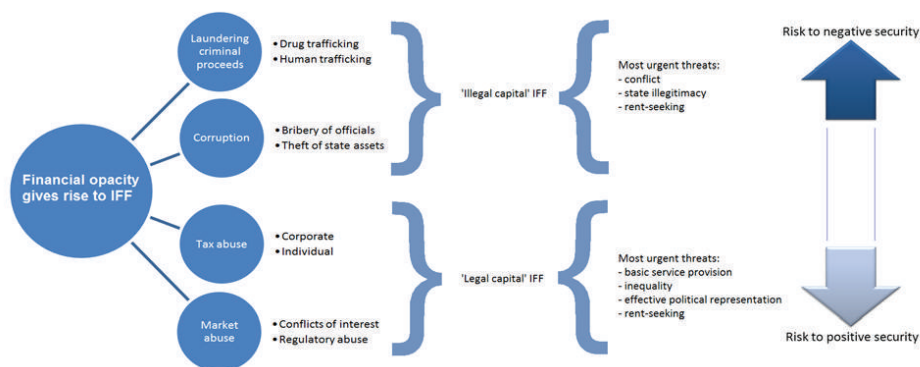 Financial opacity
gives rise to IFF
Laundering
criminal
proceeds
• Drug trafficking
• Human trafficking
Corruption
• Bribery of officials
• Theft of state assets
Tax abuse
• Corporate
• Individual
Market
abuse
• Conflicts of interest
• Regulatory abuse
'Illegal capital' IFF
'Legal capital' IFF
Most urgent threats:
- conflict
- state illegitimacy
- rent-seeking
Most urgent threats:
- basic service provision
- inequality
- effective political representation
- rent-seeking
Risk to negative security
Risk to positive security